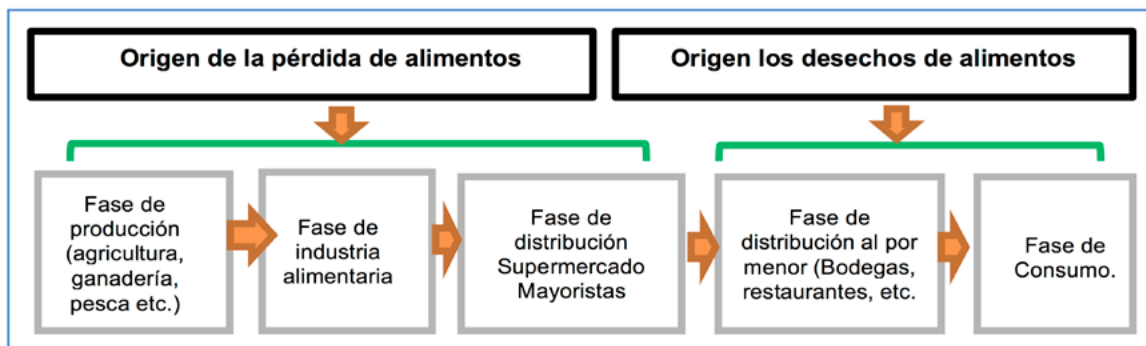 Origen de la pérdida de alimentos
Origen los desechos de alimentos
Fase de
producción
(agricultura,
ganadería,
pesca etc.)
Fase de
industria
alimentaria
Fase de
distribución
Supermercado
Mayoristas
Fase de
distribución al por
menor (Bodegas,
restaurantes, etc.
Fase de
Consumo.